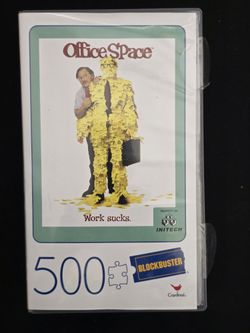 Office Space
Work sucks.
INITECH
500
BLOCKBUSTER
Cardinal.